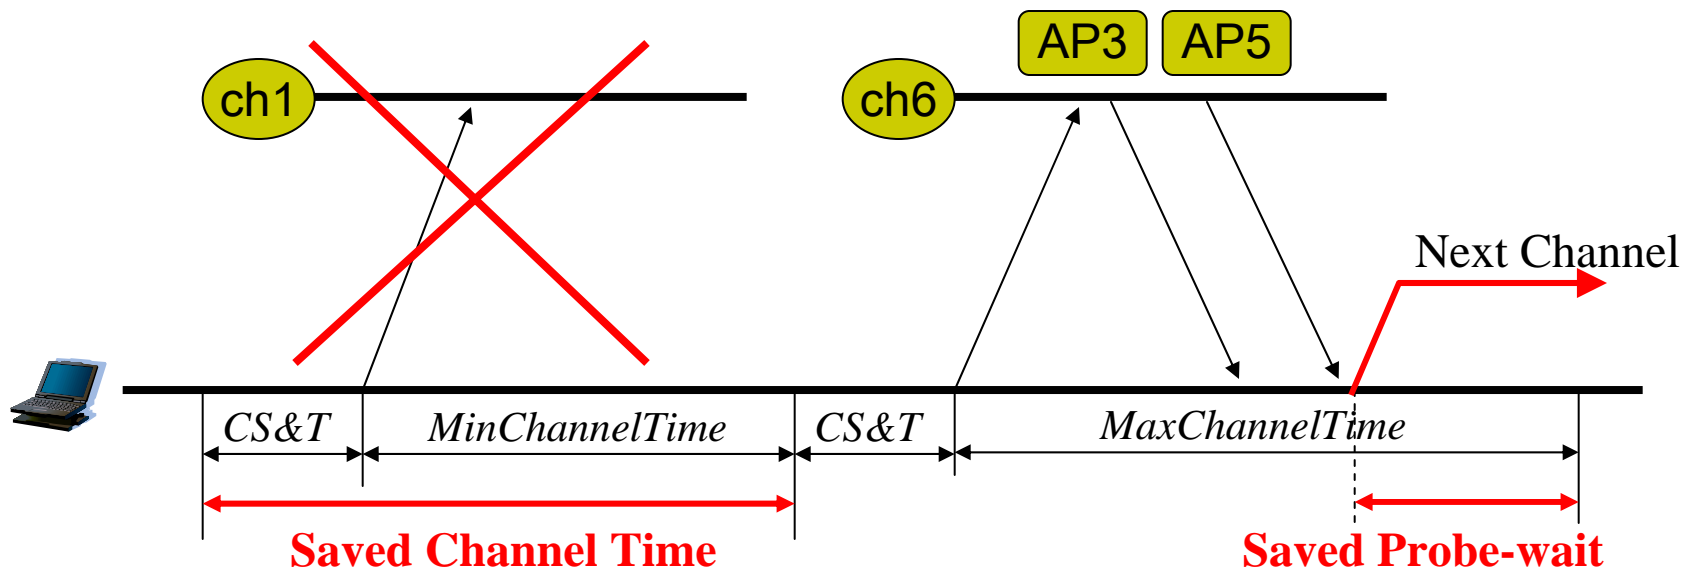 AP3 AP5
ch1 ch6
Next Channel
CS&T MinChannelTime CS&T MaxChannelTime
Saved Channel Time Saved Probe-wait